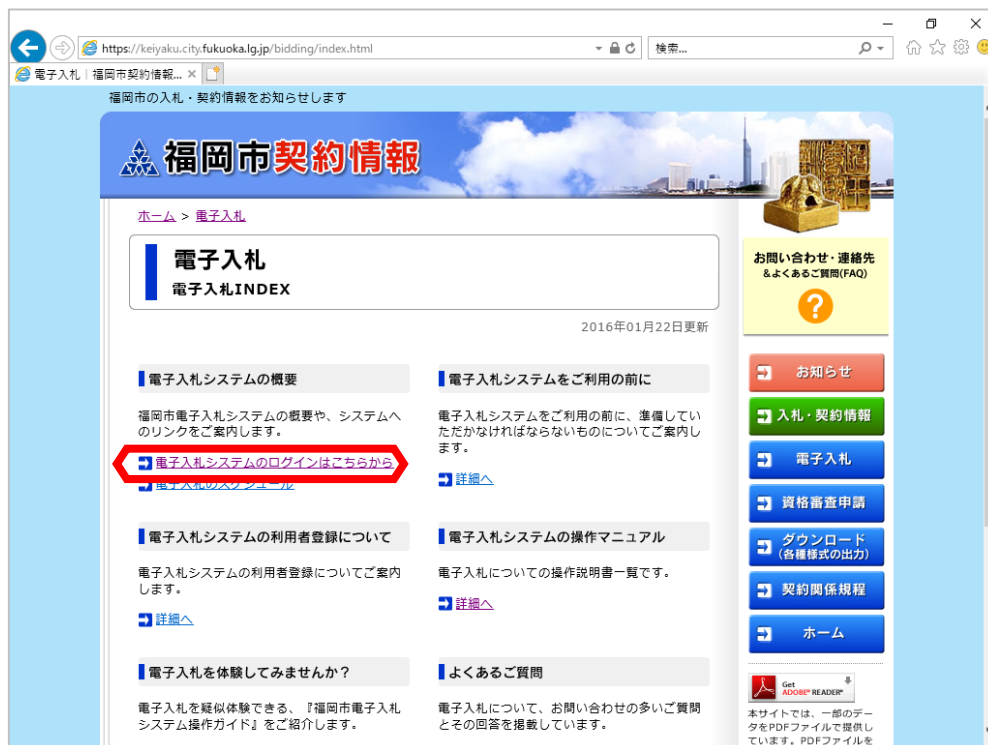 https://keiyaku.city.fukuoka.lg.jp/bidding/index.html
検索...
電子入札｜福岡市契約情報...
福岡市の入札・契約情報をお知らせします
福岡市契約情報
ホーム > 電子入札
電子入札
電子入札INDEX
2016年01月22日更新
電子入札システムの概要
福岡市電子入札システムの概要や、システムへ
のリンクをご案内します。
電子入札システムのログインはこちらから
電子入札のスケジュール
電子入札システムをご利用の前に
電子入札システムをご利用の前に、準備してい
ただかなければならないものについてご案内し
ます。
詳細へ
電子入札システムの利用者登録について
電子入札システムの利用者登録についてご案内
します。
詳細へ
電子入札システムの操作マニュアル
電子入札についての操作説明書一覧です。
詳細へ
電子入札を体験してみませんか？
電子入札を疑似体験できる、『福岡市電子入札
システム操作ガイド』をご紹介します。
よくあるご質問
電子入札について、お問い合わせの多いご質問
とその回答を掲載しています。
お問い合わせ・連絡先
&よくあるご質問(FAQ)
?
お知らせ
入札・契約情報
電子入札
資格審査申請
ダウンロード
(各種様式の出力)
契約関係規程
ホーム
Get
ADOBE® READER®
本サイトでは、一部のデー
タをPDFファイルで提供し
ています。PDFファイルを